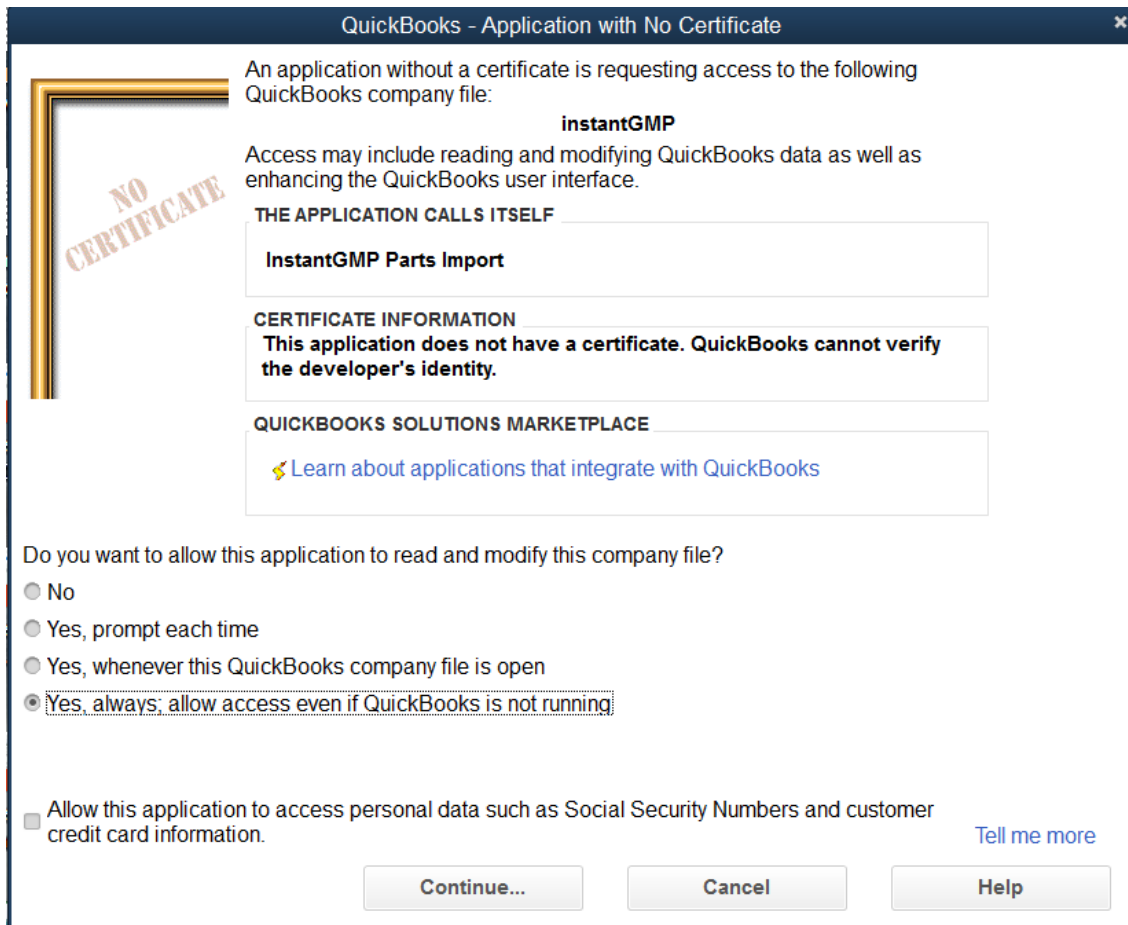 QuickBooks - Application with No Certificate
An application without a certificate is requesting access to the following
QuickBooks company file:
instantGMP
Access may include reading and modifying QuickBooks data as well as
enhancing the QuickBooks user interface.
NO
CERTIFICATE
THE APPLICATION CALLS ITSELF
InstantGMP Parts Import
CERTIFICATE INFORMATION
This application does not have a certificate. QuickBooks cannot verify
the developer's identity.
QUICKBOOKS SOLUTIONS MARKETPLACE
Learn about applications that integrate with QuickBooks
Do you want to allow this application to read and modify this company file?
No
Yes, prompt each time
Yes, whenever this QuickBooks company file is open
Yes, always; allow access even if QuickBooks is not running
Allow this application to access personal data such as Social Security Numbers and customer
credit card information.
Tell me more
Continue...
Cancel
Help